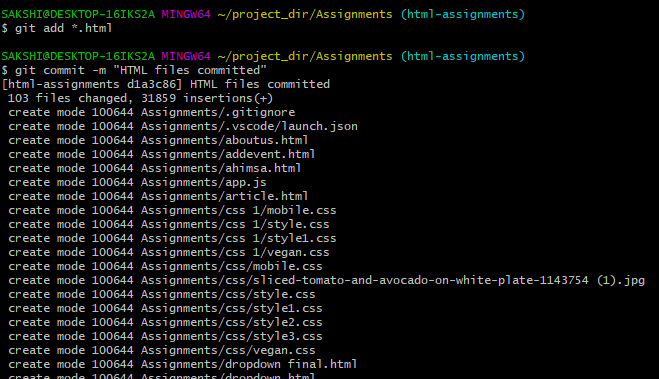 SAKSHI@DESKTOP-16IKS2A MINGW64 ~/project_dir/Assignments (html-assignments)
$ git add *.html
SAKSHI@DESKTOP-16IKS2A MINGW64 ~/project_dir/Assignments (html-assignments)
$ git commit -m "HTML files committed"
[html-assignments d1a3c86] HTML files committed
103 files changed, 31859 insertions(+)
create mode 100644 Assignments/.gitignore
create mode 100644 Assignments/.vscode/launch.json
create mode 100644 Assignments/aboutus.html
create mode 100644 Assignments/addevent.html
create mode 100644 Assignments/ahimsa.html
create mode 100644 Assignments/app.js
create mode 100644 Assignments/article.html
create mode 100644 Assignments/css 1/mobile.css
create mode 100644 Assignments/css 1/style.css
create mode 100644 Assignments/css 1/style1.css
create mode 100644 Assignments/css 1/vegan.css
create mode 100644 Assignments/css/mobile.css
create mode 100644 Assignments/css/sliced-tomato-and-avocado-on-white-plate-1143754 (1).jpg
create mode 100644 Assignments/css/style.css
create mode 100644 Assignments/css/style1.css
create mode 100644 Assignments/css/style2.css
create mode 100644 Assignments/css/style3.css
create mode 100644 Assignments/css/vegan.css
create mode 100644 Assignments/dropdown final.html
create mode 100644 Assignments/dropdown.html